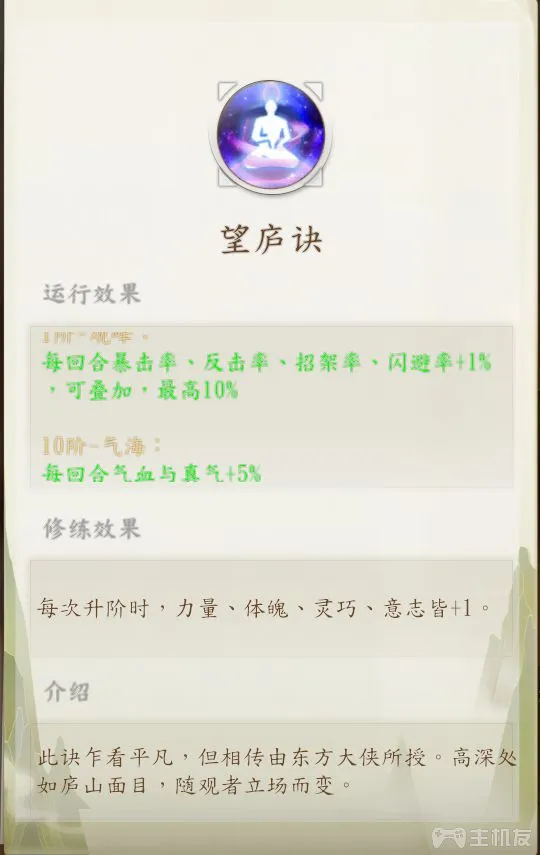 望庐诀
运行效果
每回合暴击率、反击率、招架率、闪避率+1%
，可叠加，最高10%
10阶-气海：
每回合气血与真气+5%
修练效果
每次升阶时，力量、体魄、灵巧、意志皆+1。
介绍
此诀乍看平凡，但相传由东方大侠所授。高深处
如庐山面目，随观者立场而变。
主机友